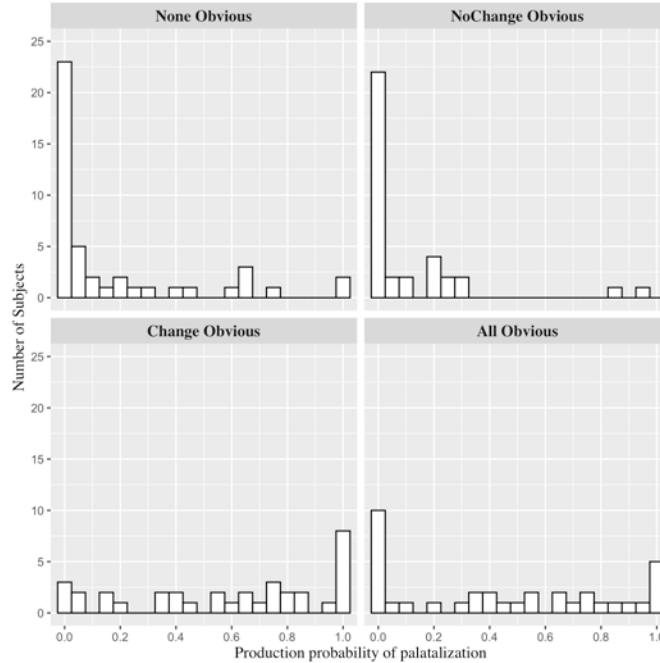 None Obvious
NoChange Obvious
25
20
15
10
5
0
Change Obvious
All Obvious
25
20
15
10
5
0
0.0 0.2 0.4 0.6 0.8 1.0
0.0 0.2 0.4 0.6 0.8 1.0
Number of Subjects
Production probability of palatalization